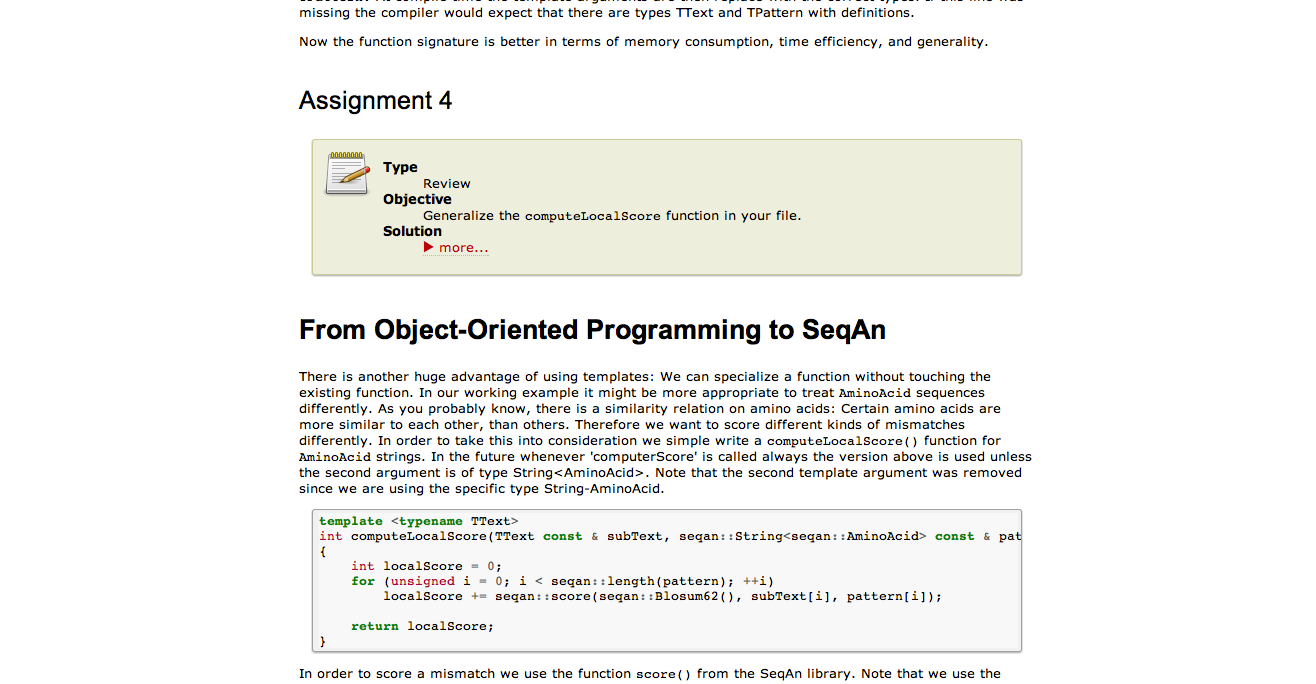 missing the compiler would expect that there are types TText and TPattern with definitions.
Now the function signature is better in terms of memory consumption, time efficiency, and generality.
Assignment 4
Type
Review
Objective
Generalize the computeLocalScore function in your file.
Solution
more...
From Object-Oriented Programming to SeqAn
There is another huge advantage of using templates: We can specialize a function without touching the
existing function. In our working example it might be more appropriate to treat AminoAcid sequences
differently. As you probably know, there is a similarity relation on amino acids: Certain amino acids are
more similar to each other, than others. Therefore we want to score different kinds of mismatches
differently. In order to take this into consideration we simple write a computeLocalScore() function for
AminoAcid strings. In the future whenever 'computerScore' is called always the version above is used unless
the second argument is of type String<AminoAcid>. Note that the second template argument was removed
since we are using the specific type String-AminoAcid.
template <typename TText>
int computeLocalScore(TText const & subText, seqan::String<seqan::AminoAcid> const & pat
{
    int localScore = 0;
    for (unsigned i = 0; i < seqan::length(pattern); ++i)
        localScore += seqan::score(seqan::Blosum62(), subText[i], pattern[i]);
    return localScore;
}
In order to score a mismatch we use the function score() from the SeqAn library. Note that we use the